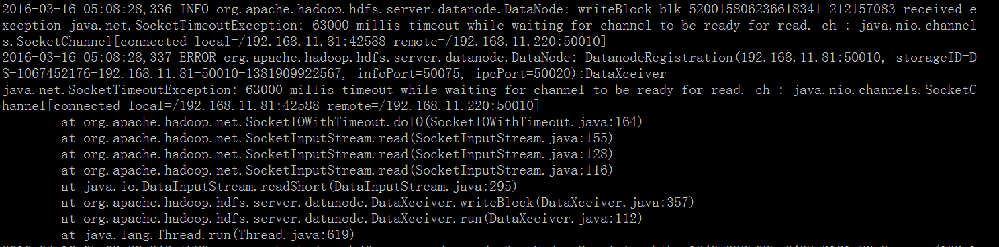 2016-03-16 05:08:28,336 INFO org.apache.hadoop.hdfs.server.datanode.DataNode: writeBlock blk_520015806236618341_212157083 received e
xception java.net.SocketTimeoutException: 63000 millis timeout while waiting for channel to be ready for read. ch : java.nio.channel
s.SocketChannel[connected local=/192.168.11.81:42588 remote=/192.168.11.220:50010]
2016-03-16 05:08:28,337 ERROR org.apache.hadoop.hdfs.server.datanode.DataNode: DatanodeRegistration(192.168.11.81:50010, storageID=D
S-1067452176-192.168.11.81-50010-1381909922567, infoPort=50075, ipcPort=50020):DataXceiver
java.net.SocketTimeoutException: 63000 millis timeout while waiting for channel to be ready for read. ch : java.nio.channels.SocketC
hannel[connected local=/192.168.11.81:42588 remote=/192.168.11.220:50010]
        at org.apache.hadoop.net.SocketIOWithTimeout.doIO(SocketIOWithTimeout.java:164)
        at org.apache.hadoop.net.SocketInputStream.read(SocketInputStream.java:155)
        at org.apache.hadoop.net.SocketInputStream.read(SocketInputStream.java:128)
        at org.apache.hadoop.net.SocketInputStream.read(SocketInputStream.java:116)
        at java.io.DataInputStream.readShort(DataInputStream.java:295)
        at org.apache.hadoop.hdfs.server.datanode.DataXceiver.writeBlock(DataXceiver.java:357)
        at org.apache.hadoop.hdfs.server.datanode.DataXceiver.run(DataXceiver.java:112)
        at java.lang.Thread.run(Thread.java:619)